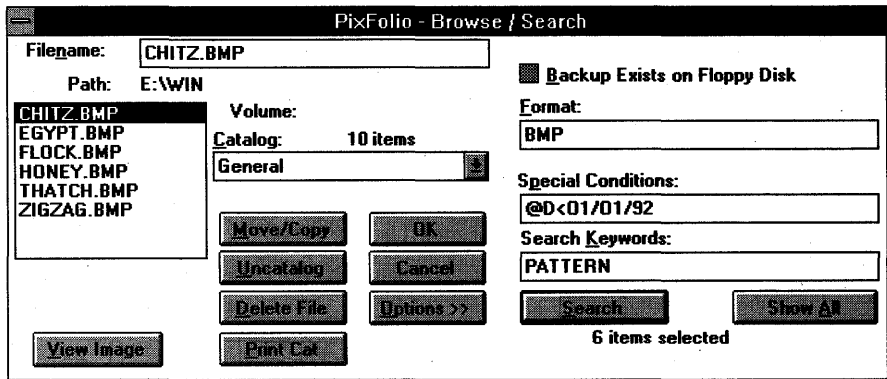 PixFolio - Browse / Search
Filename:
CHITZ.BMP
Path: E:\WIN
CHITZ.BMP
EGYPT.BMP
FLOCK.BMP
HONEY.BMP
THATCH.BMP
ZIGZAG.BMP
Volume:
Catalog: 10 items
General
Move/Copy
OK
Uncatalog
Cancel
Delete File
Options >>
View Image
Print Cat
Backup Exists on Floppy Disk
Format:
BMP
Special Conditions:
@D<01/01/92
Search Keywords:
PATTERN
Search
Show All
6 items selected